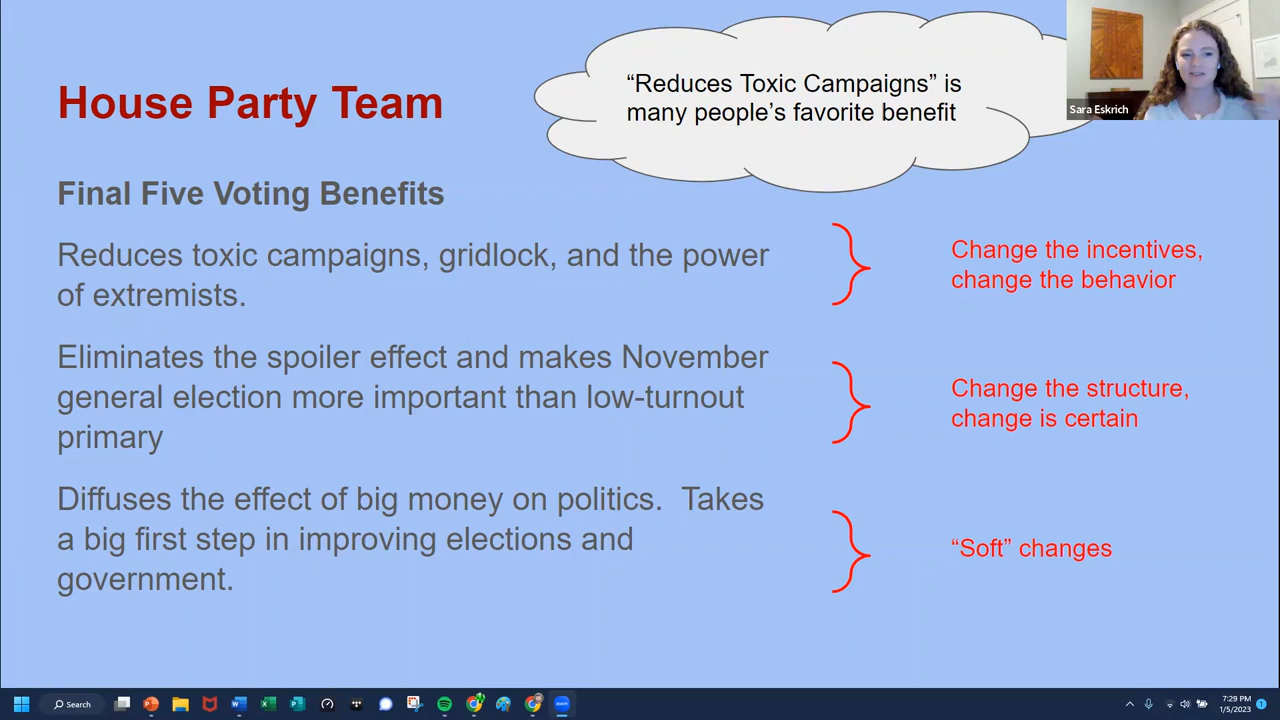 House Party Team
“Reduces Toxic Campaigns” is
many people’s favorite benefit
Sara Eskrich
Final Five Voting Benefits
Reduces toxic campaigns, gridlock, and the power
of extremists.
Change the incentives,
change the behavior
Eliminates the spoiler effect and makes November
general election more important than low-turnout
primary
Change the structure,
change is certain
Diffuses the effect of big money on politics.  Takes
a big first step in improving elections and
government.
“Soft” changes
Search
7:29 PM
1/5/2023